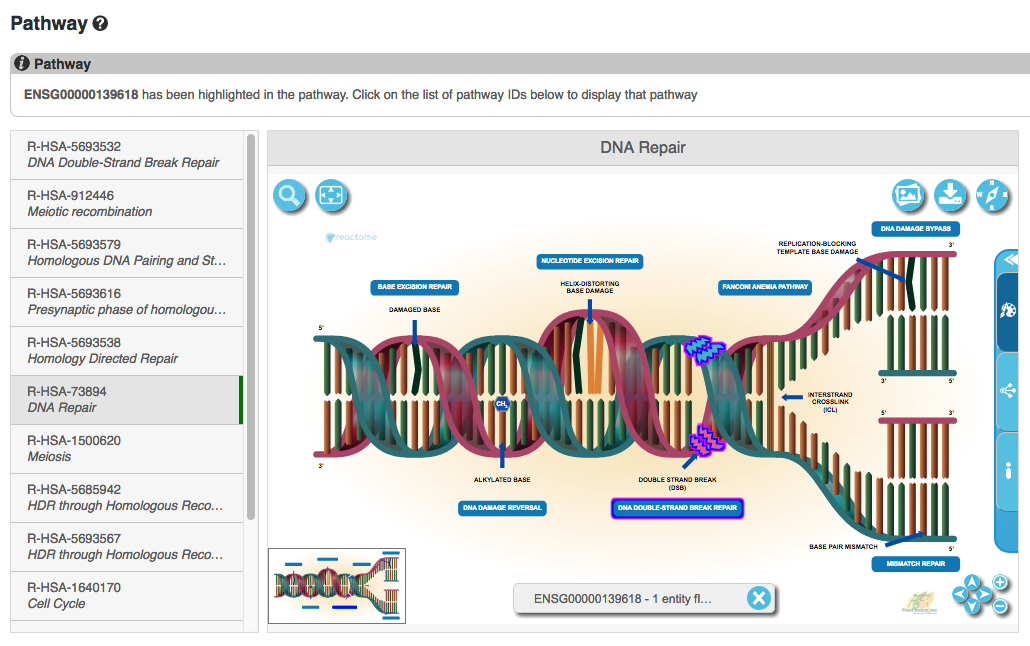 Pathway ?
i Pathway
ENSG00000139618 has been highlighted in the pathway. Click on the list of pathway IDs below to display that pathway
R-HSA-5693532
DNA Double-Strand Break Repair
R-HSA-912446
Meiotic recombination
R-HSA-5693579
Homologous DNA Pairing and St...
R-HSA-5693616
Presynaptic phase of homologou...
R-HSA-5693538
Homology Directed Repair
R-HSA-73894
DNA Repair
R-HSA-1500620
Meiosis
R-HSA-5685942
HDR through Homologous Reco...
R-HSA-5693567
HDR through Homologous Reco...
R-HSA-1640170
Cell Cycle
DNA Repair
reactome
DNA DAMAGE BYPASS
REPLICATION-BLOCKING
TEMPLATE BASE DAMAGE
3'
NUCLEOTIDE EXCISION REPAIR
HELIX-DISTORTING
BASE DAMAGE
BASE EXCISION REPAIR
DAMAGED BASE
FANCONI ANEMIA PATHWAY
5'
3'
5'
INTERSTRAND
CROSSLINK
(ICL)
CH3
5'
3'
3'
ALKYLATED BASE
DNA DAMAGE REVERSAL
DOUBLE STRAND BREAK
(DSB)
DNA DOUBLE-STRAND BREAK REPAIR
BASE PAIR MISMATCH
5'
MISMATCH REPAIR
ENSG00000139618 - 1 entity fl...